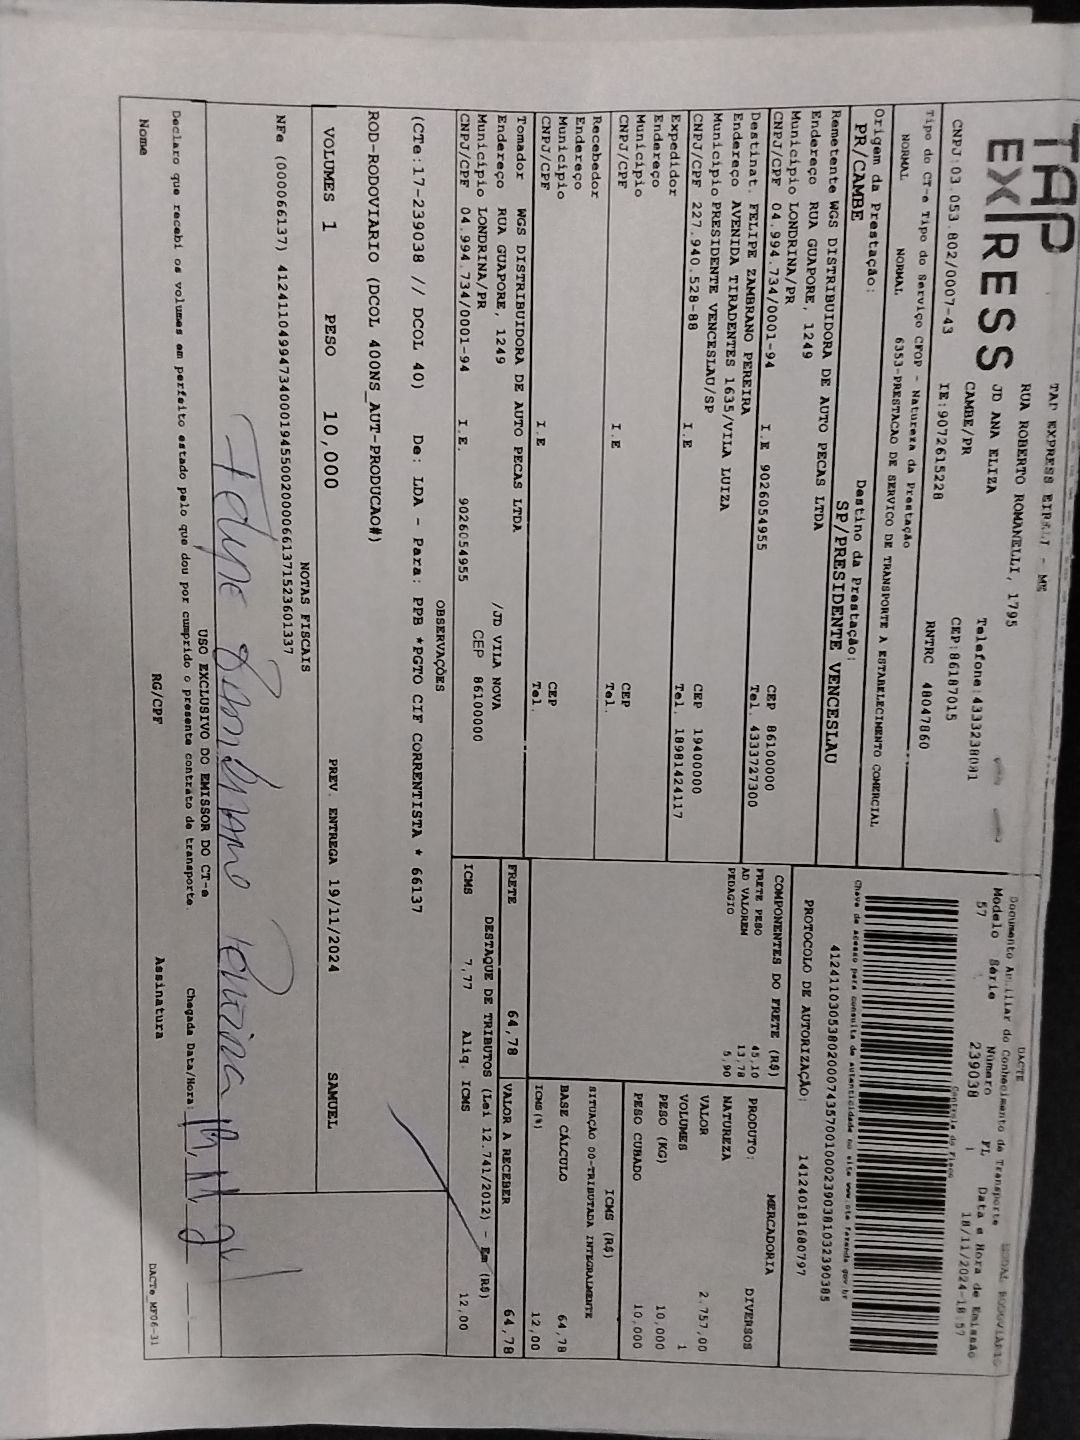 TAP
EXPRESS
TAP EXPRESS EIRELI - ME
RUA ROBERTO ROMANELLI, 1795
JD ANA ELIZA
CAMBE/PR
Telefone:4333238081
CEP:86187015
CNPJ:03.053.802/0007-43 IE:9072615228 RNTRC 48047860
Tipo do CT-e Tipo do Serviço CFOP - Natureza da Prestação
NORMAL NORMAL 6353-PRESTACAO DE SERVICO DE TRANSPORTE A ESTABELECIMENTO COMERCIAL
Origem da Prestação: Destino da Prestação:
PR/CAMBE SP/PRESIDENTE VENCESLAU
DACTE
Documento Auxiliar do Conhecimento de Transporte MODAL RODOVIARIO
Modelo Série Número FL Data e Hora de Emissão
57 239038 1 18/11/2024-18:57
Controle do Fisco
Chave de acesso para consulta de autenticidade no site www.cte.fazenda.gov.br
41241103053802000743570010002390381032390385
PROTOCOLO DE AUTORIZAÇÃO: 141240181680797
Remetente WGS DISTRIBUIDORA DE AUTO PECAS LTDA
Endereço RUA GUAPORE, 1249
Município LONDRINA/PR CEP 86100000
CNPJ/CPF 04.994.734/0001-94 I.E 9026054955 Tel. 4333727300
Destinat. FELIPE ZAMBRANO PEREIRA
Endereço AVENIDA TIRADENTES 1635/VILA LUIZA
Município PRESIDENTE VENCESLAU/SP CEP 19400000
CNPJ/CPF 227.940.528-88 I.E Tel. 18981424117
Expedidor
Endereço
Município CEP
CNPJ/CPF I.E Tel.
Recebedor
Endereço
Município CEP
CNPJ/CPF I.E Tel.
Tomador WGS DISTRIBUIDORA DE AUTO PECAS LTDA
Endereço RUA GUAPORE, 1249 /JD VILA NOVA
Município LONDRINA/PR CEP 86100000
CNPJ/CPF 04.994.734/0001-94 I.E. 9026054955
COMPONENTES DO FRETE (R$)
FRETE PESO 45,10
AD VALOREM 13,78
PEDAGIO 5,90
MERCADORIA
PRODUTO: DIVERSOS
NATUREZA
VALOR 2.757,00
VOLUMES 1
PESO (KG) 10,000
PESO CUBADO 10,000
ICMS (R$)
SITUAÇÃO 00-TRIBUTADA INTEGRALMENTE
BASE CÁLCULO 64,78
ICMS(%) 12,00
FRETE 64,78 VALOR A RECEBER 64,78
DESTAQUE DE TRIBUTOS (Lei 12.741/2012) - Em (R$)
ICMS 7,77 Aliq. ICMS 12,00
OBSERVAÇÕES
(CTe:17-239038 // DCOL 40) De: LDA - Para: PPB *PGTO CIF CORRENTISTA * 66137
ROD-RODOVIARIO (DCOL 400NS_AUT-PRODUCAO#)
VOLUMES 1 PESO 10,000 PREV. ENTREGA 19/11/2024 SAMUEL
NOTAS FISCAIS
NFe (000066137) 41241104994734000194550020000661371523601337
USO EXCLUSIVO DO EMISSOR DO CT-e
Declaro que recebi os volumes em perfeito estado pelo que dou por cumprido o presente contrato de transporte. Chegada Data/Hora:
Nome RG/CPF Assinatura
DACTe_MF06-31